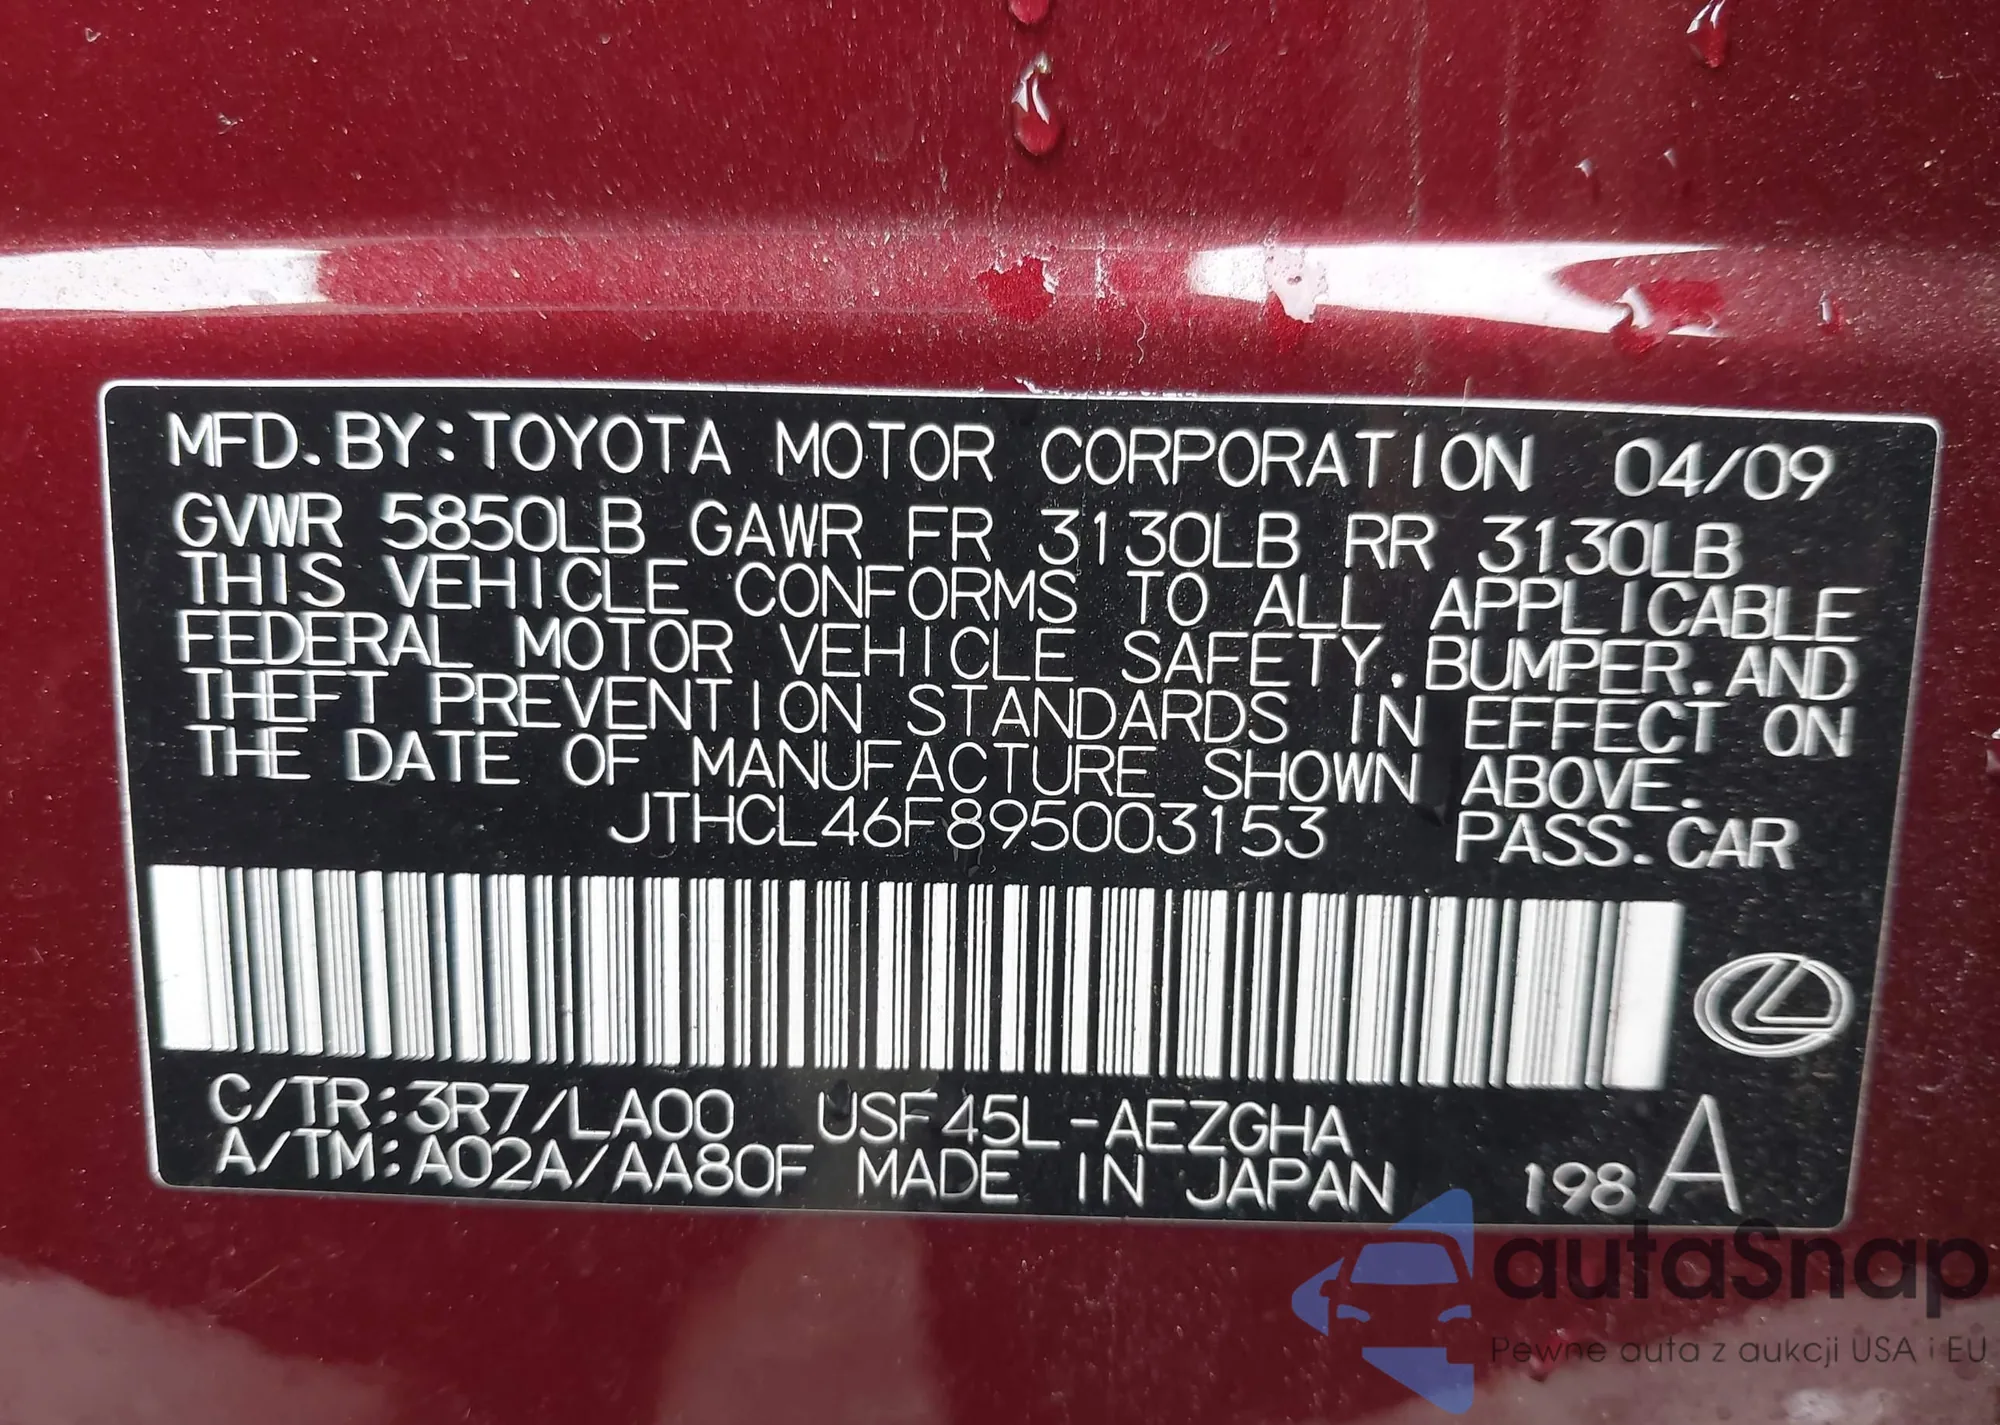 MFD. BY: TOYOTA MOTOR CORPORATION 04/09
GVWR 5850LB GAWR FR 3130LB RR 3130LB
THIS VEHICLE CONFORMS TO ALL APPLICABLE
FEDERAL MOTOR VEHICLE SAFETY, BUMPER, AND
THEFT PREVENTION STANDARDS IN EFFECT ON
THE DATE OF MANUFACTURE SHOWN ABOVE.
JTHCL46F895003153 PASS. CAR
C/TR: 3R7/LA00 USF45L-AEZGHA
A/TM: A02A/AA80F MADE IN JAPAN 198 A
autaSnap
Pewne auta z aukcji USA i EU